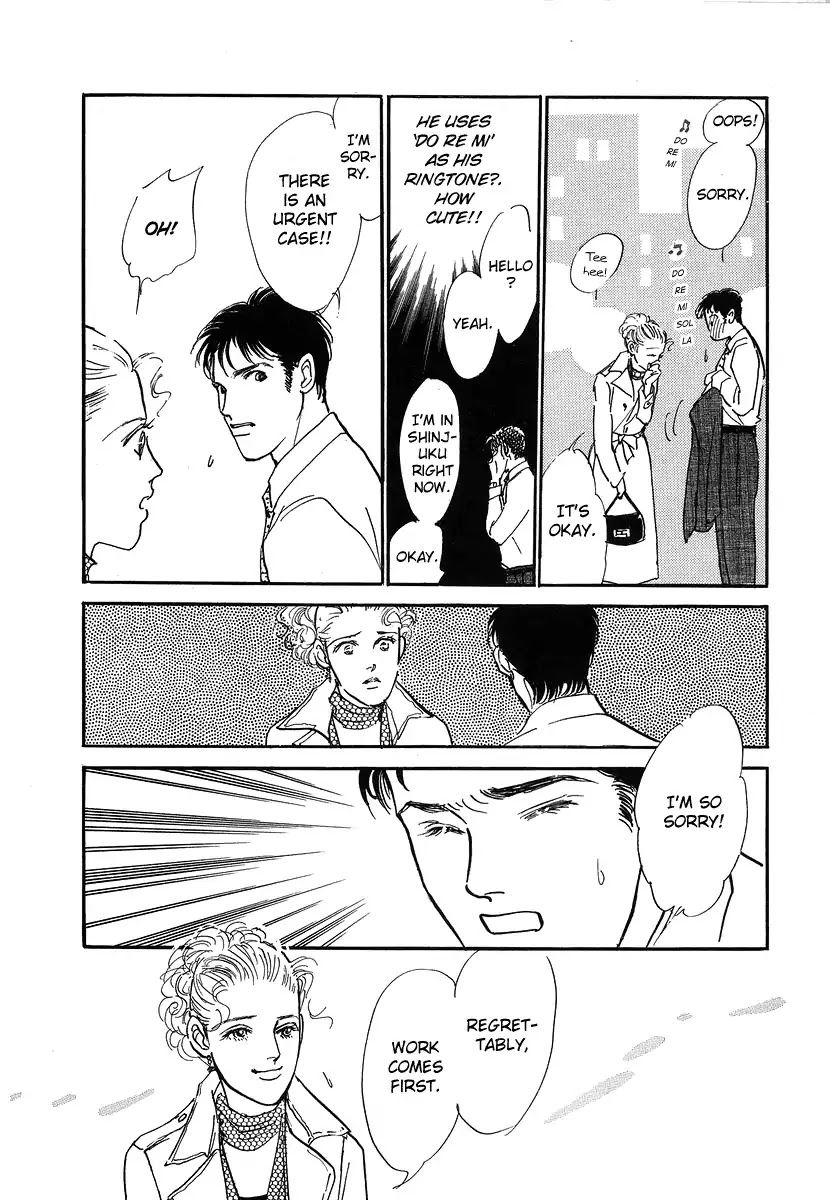 OOPS!
SORRY.
DO
RE
MI
Tee
hee!
DO
RE
MI
SOL
LA
IT'S
OKAY.
HE USES
'DO RE MI'
AS HIS
RINGTONE?.
HOW
CUTE!!
HELLO
?
YEAH.
I'M IN
SHINJ-
UKU
RIGHT
NOW.
OKAY.
I'M
SOR-
RY.
THERE
IS AN
URGENT
CASE!!
OH!
I'M SO
SORRY!
REGRET-
TABLY,
WORK
COMES
FIRST.